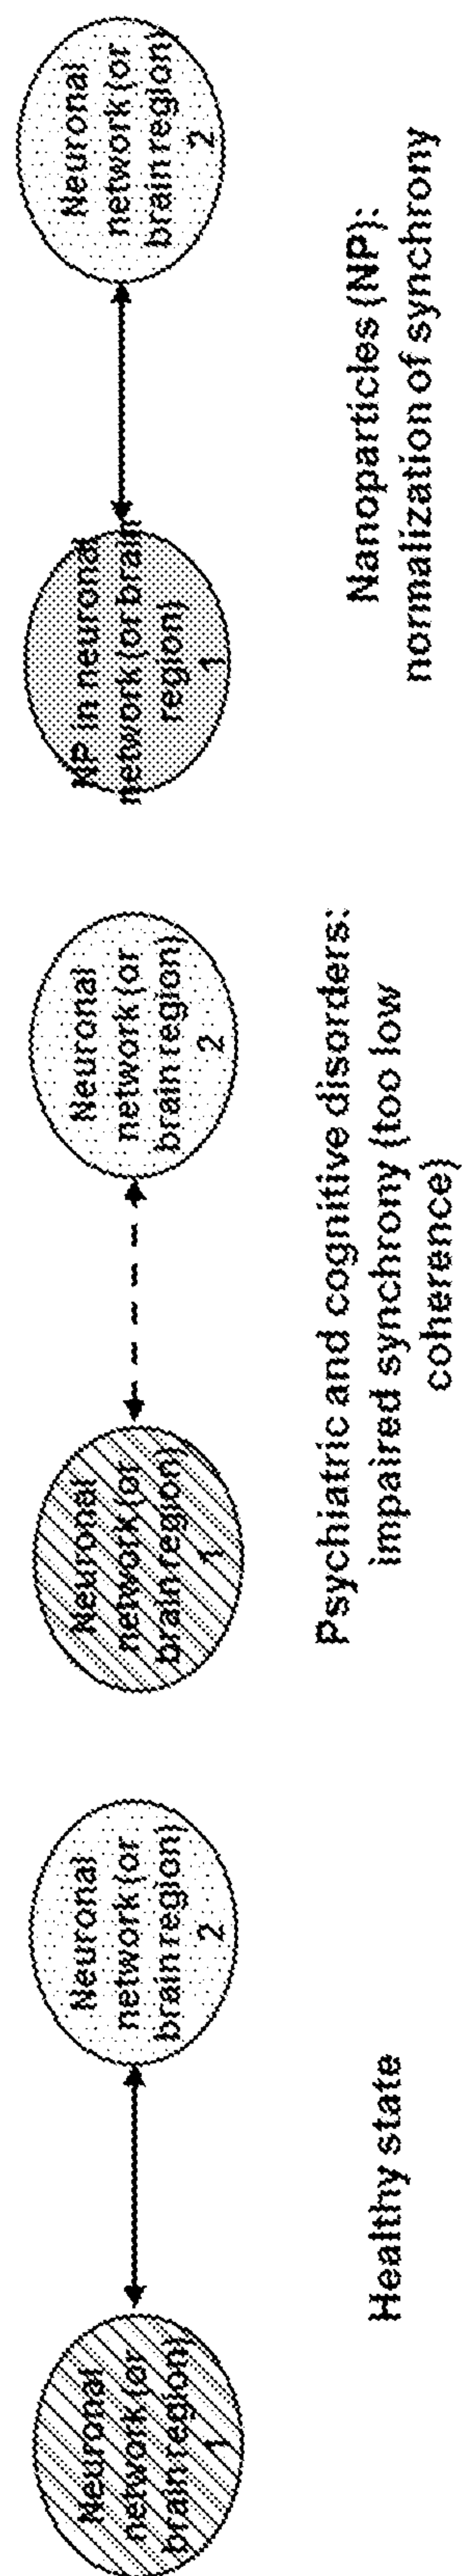 Neuronal
network (or
brain region)
1
Neuronal
network (or
brain region)
2
Healthy state
Neuronal
network (or
brain region)
1
Neuronal
network (or
brain region)
2
Psychiatric and cognitive disorders:
impaired synchrony (too low
coherence)
NP in neuronal
network (or brain
region)
1
Neuronal
network (or
brain region)
2
Nanoparticles (NP):
normalization of synchrony